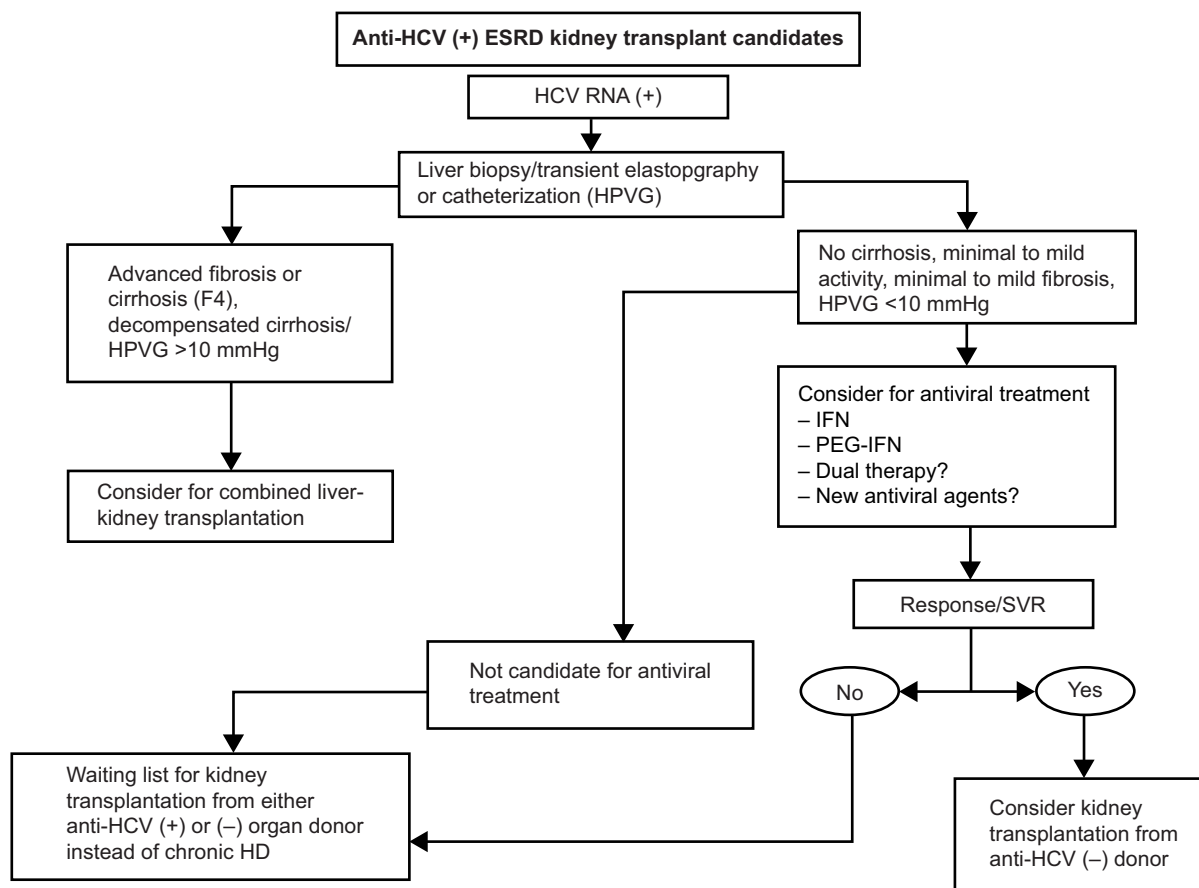 Anti-HCV (+) ESRD kidney transplant candidates
HCV RNA (+)
Liver biopsy/transient elastopgraphy
or catheterization (HPVG)
Advanced fibrosis or
cirrhosis (F4),
decompensated cirrhosis/
HPVG >10 mmHg
No cirrhosis, minimal to mild
activity, minimal to mild fibrosis,
HPVG <10 mmHg
Consider for antiviral treatment
– IFN
– PEG-IFN
– Dual therapy?
– New antiviral agents?
Consider for combined liver-
kidney transplantation
Response/SVR
Not candidate for antiviral
treatment
No
Yes
Waiting list for kidney
transplantation from either
anti-HCV (+) or (–) organ donor
instead of chronic HD
Consider kidney
transplantation from
anti-HCV (–) donor